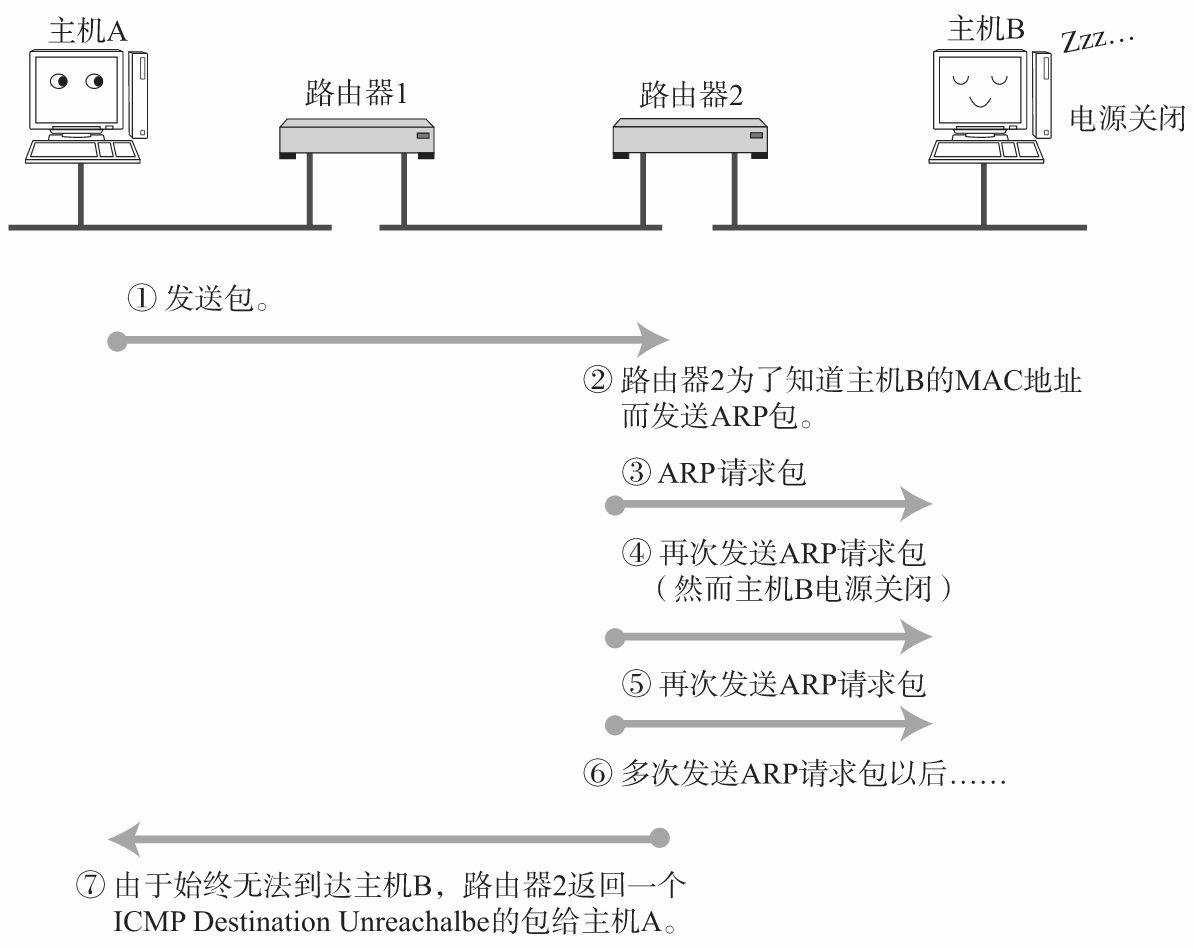 主机A
主机B
Zzz…
路由器1
路由器2
电源关闭
① 发送包。
② 路由器2为了知道主机B的MAC地址
而发送ARP包。
③ ARP请求包
④ 再次发送ARP请求包
（然而主机B电源关闭）
⑤ 再次发送ARP请求包
⑥ 多次发送ARP请求包以后……
⑦ 由于始终无法到达主机B，路由器2返回一个
ICMP Destination Unreachalbe的包给主机A。